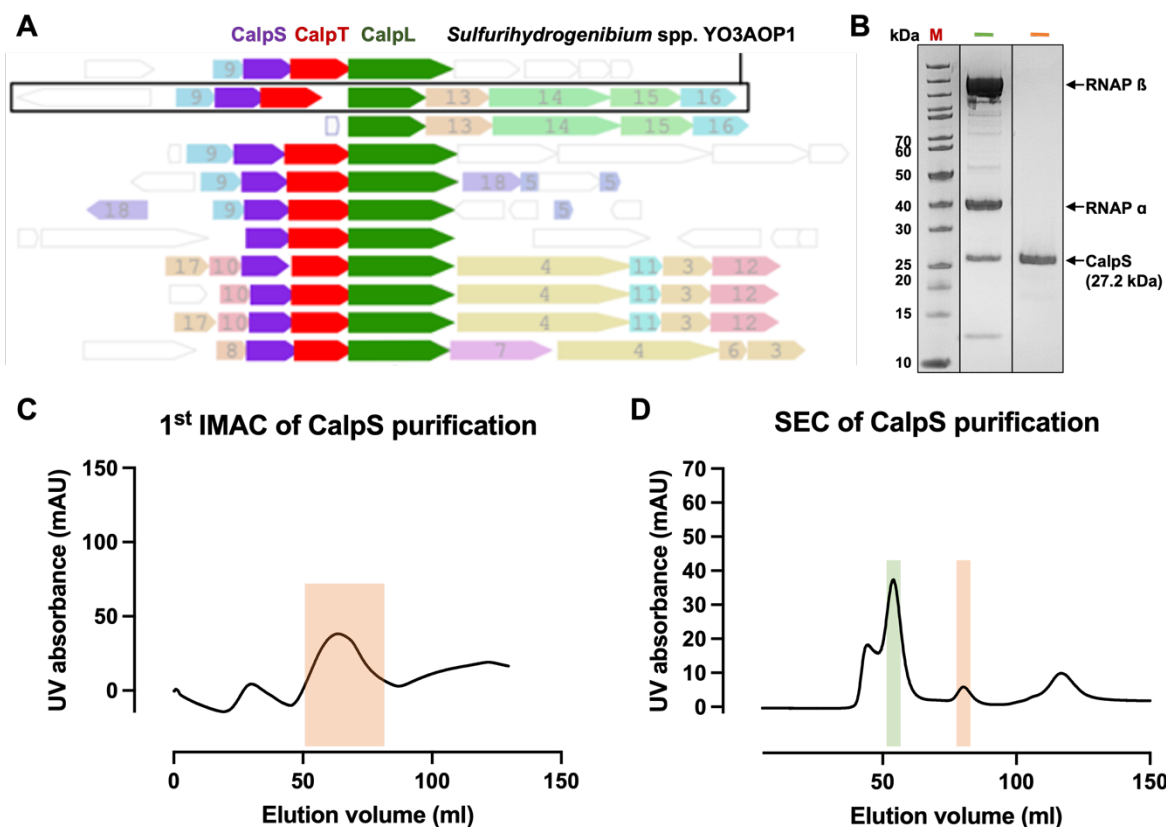 A
CalpS CalpT CalpL Sulfurihydrogenibium spp. YO3AOP1
9
9 13 14 15 16
13 14 15 16
9
9 18 5 5
18 9 5
17 10 4 11 3 12
10 4 11 3 12
17 10 4 11 3 12
8 7 4 6 3
B
kDa M
RNAP ß
70
60
50
40
RNAP α
30
25
CalpS
(27.2 kDa)
20
15
10
C
1st IMAC of CalpS purification
UV absorbance (mAU)
150
100
50
0
0 50 100 150
Elution volume (ml)
D
SEC of CalpS purification
UV absorbance (mAU)
70
60
50
40
30
20
10
0
50 100 150
Elution volume (ml)